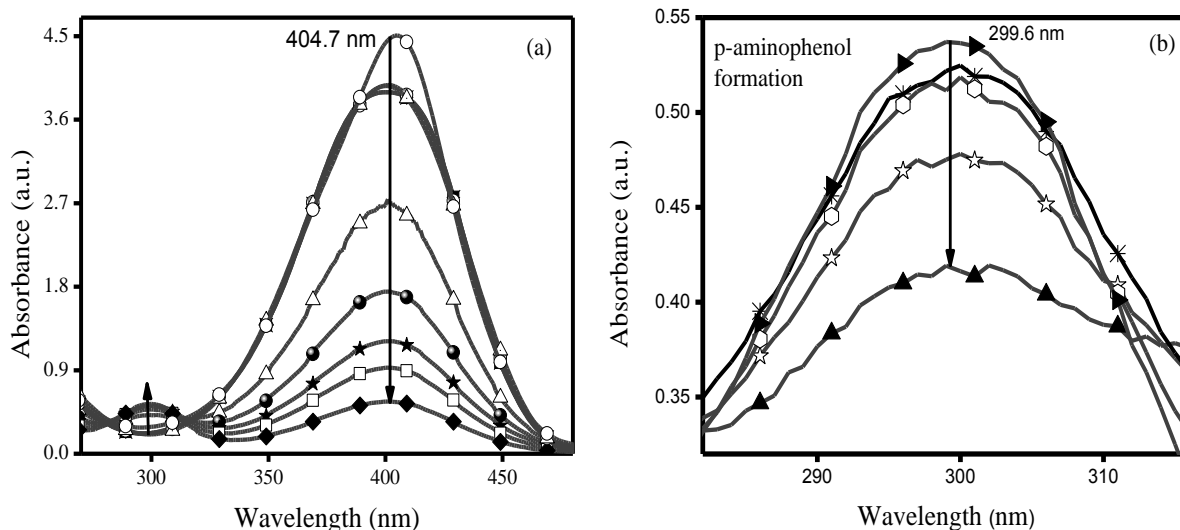 4.5
3.6
2.7
1.8
0.9
0.0
Absorbance (a.u.)
404.7 nm
(a)
300
350
400
450
Wavelength (nm)
0.55
0.50
0.45
0.40
0.35
Absorbance (a.u.)
p-aminophenol
formation
299.6 nm
(b)
290
300
310
Wavelength (nm)